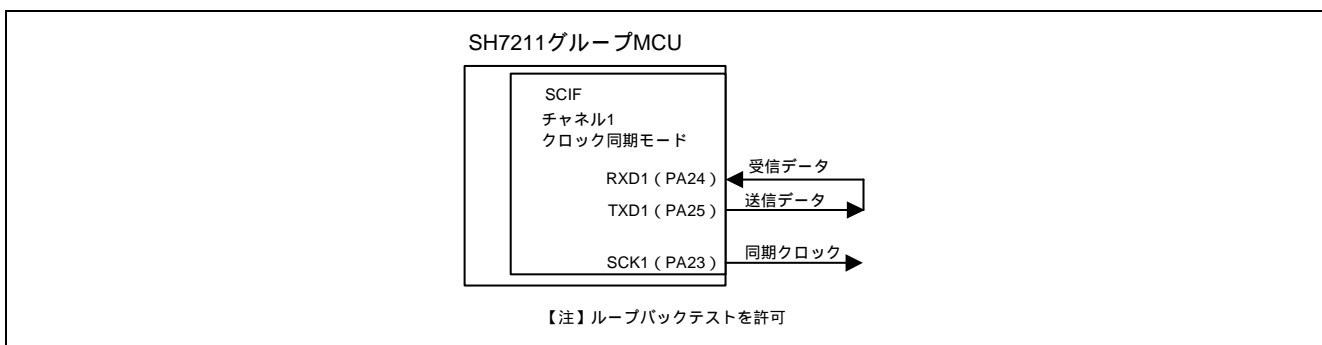 SH7211グループMCU
SCIF
チャネル1
クロック同期モード
RXD1（PA24）
受信データ
TXD1（PA25）
送信データ
SCK1（PA23）
同期クロック
【注】ループバックテストを許可